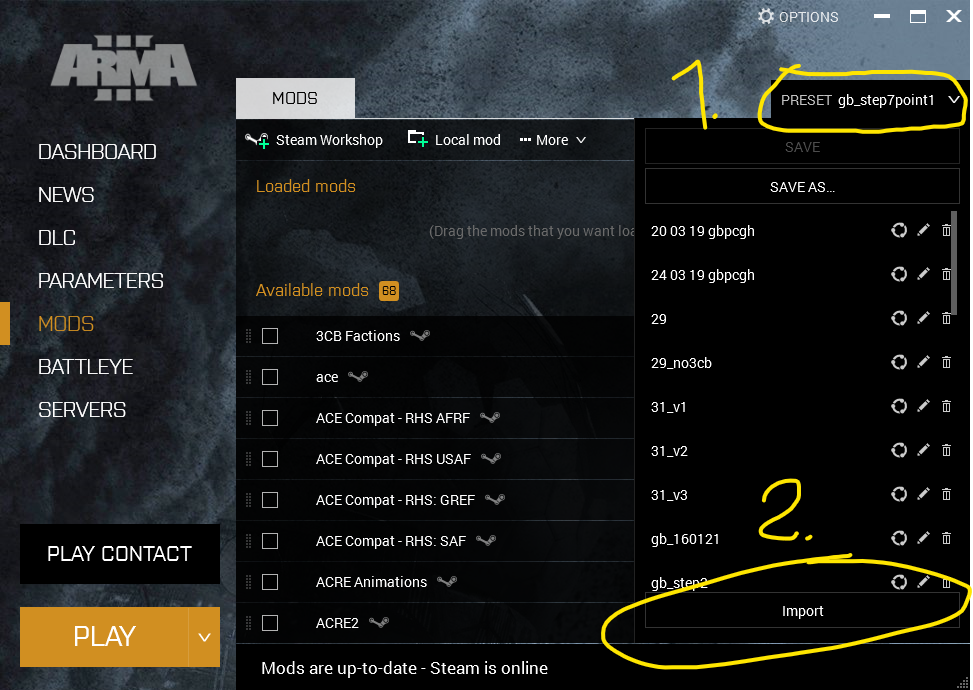 OPTIONS
ARMA III
1.
MODS
PRESET gb_step7point1
Steam Workshop Local mod ••• More
SAVE
SAVE AS...
DASHBOARD
NEWS
DLC
PARAMETERS
MODS
BATTLEYE
SERVERS
Loaded mods
(Drag the mods that you want loa
Available mods 68
3CB Factions
ace
ACE Compat - RHS AFRF
ACE Compat - RHS USAF
ACE Compat - RHS: GREF
ACE Compat - RHS: SAF
ACRE Animations
ACRE2
20 03 19 gbpcgh
24 03 19 gbpcgh
29
29_no3cb
31_v1
31_v2
31_v3
gb_160121
gb_step2
2.
Import
PLAY CONTACT
PLAY
Mods are up-to-date - Steam is online